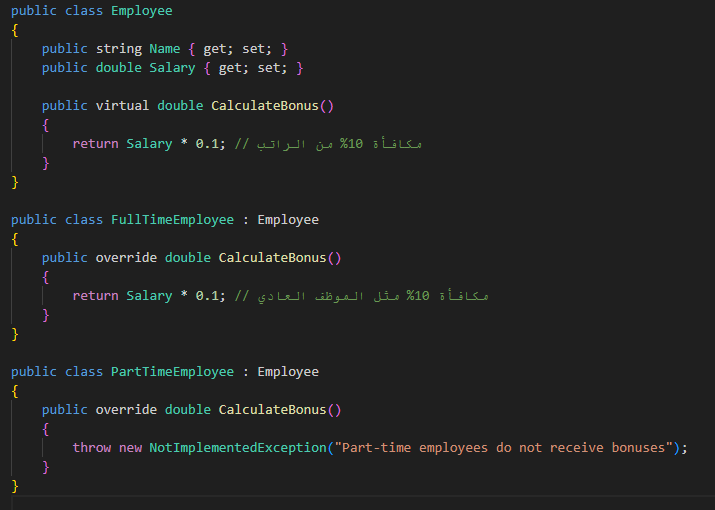 public class Employee
{
    public string Name { get; set; }
    public double Salary { get; set; }
    public virtual double CalculateBonus()
    {
        return Salary * 0.1; // مكافأة 10% من الراتب
    }
}
public class FullTimeEmployee : Employee
{
    public override double CalculateBonus()
    {
        return Salary * 0.1; // مكافأة 10% مثل الموظف العادي
    }
}
public class PartTimeEmployee : Employee
{
    public override double CalculateBonus()
    {
        throw new NotImplementedException("Part-time employees do not receive bonuses");
    }
}